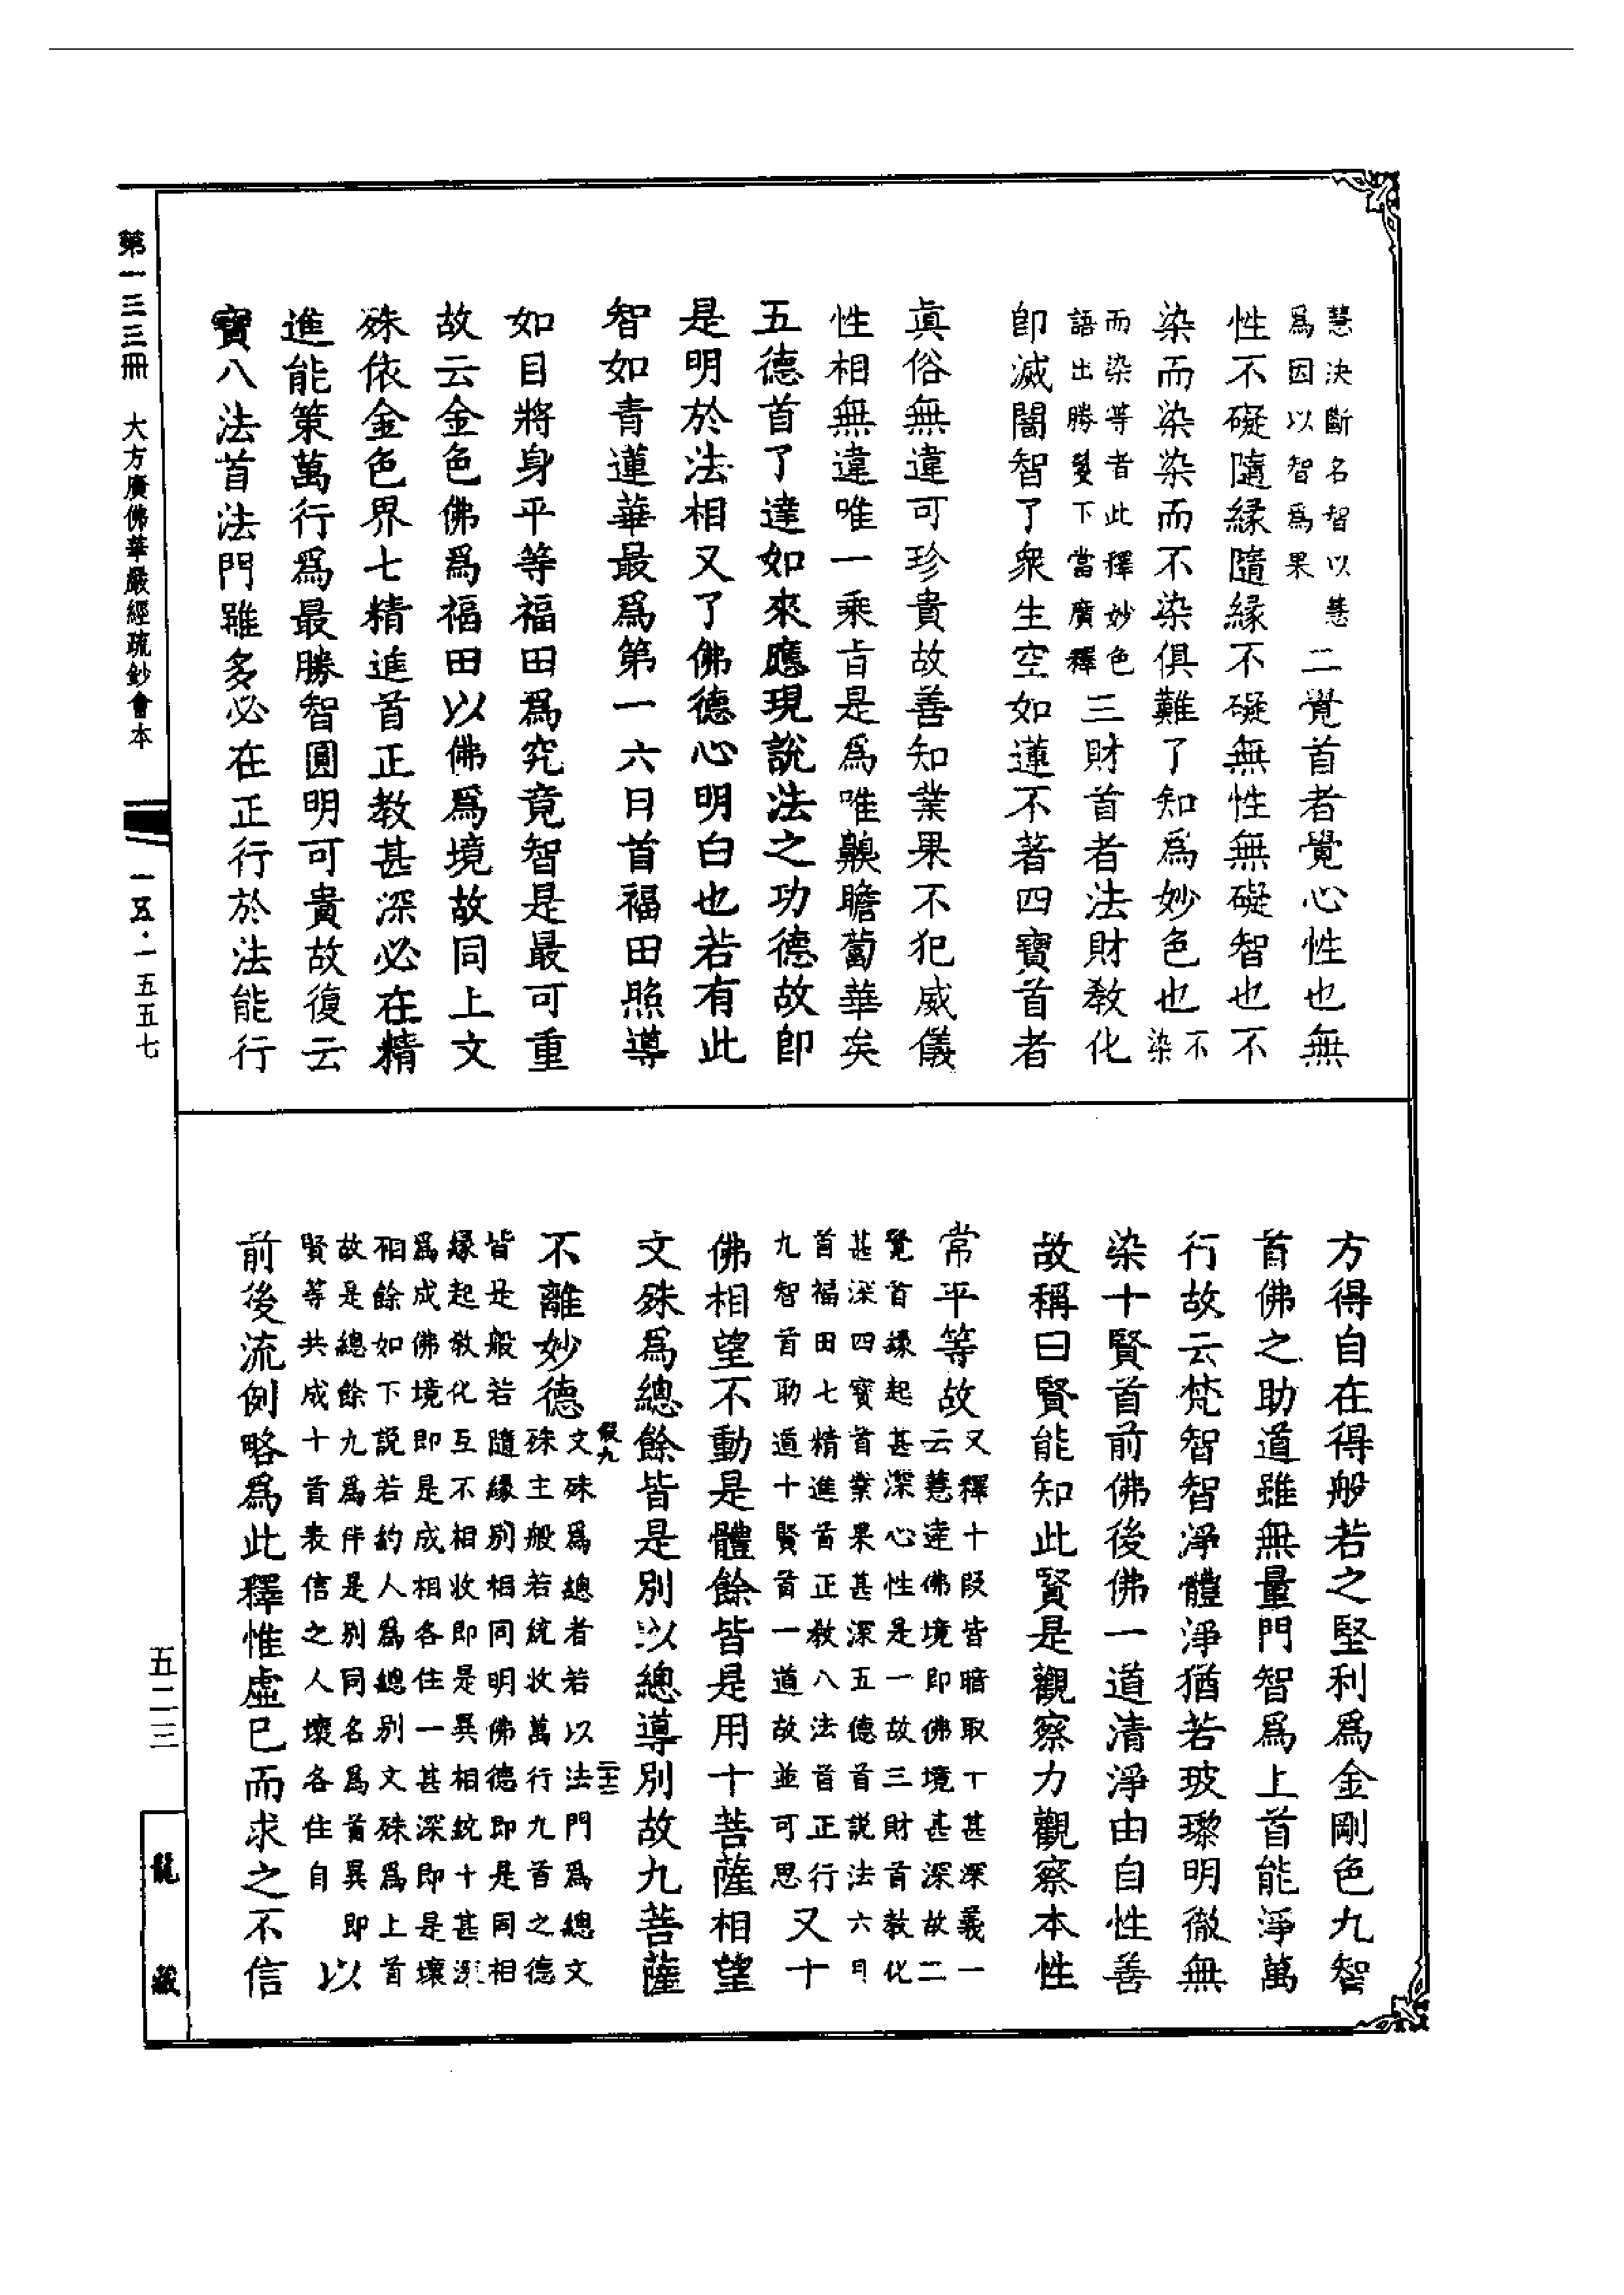 慧決斷名智以慧
爲因以智爲果
二覺首者覺心性也無
性不礙隨緣隨緣不礙無性無礙智也不
染而染染而不染俱難了知爲妙色也不
染
而染等者此釋妙色
語出勝鬘下當廣釋
三財首者法財教化
即滅闇智了衆生空如蓮不著四寶首者
眞俗無違可珍貴故善知業果不犯威儀
性相無違唯一乘旨是爲唯齅瞻蔔華矣
五德首了達如來應現說法之功德故即
是明於法相又了佛德心明白也若有此
智如青蓮華最爲第一六目首福田照導
如目將身平等福田爲究竟智是最可重
故云金色佛爲福田以佛爲境故同上文
殊依金色界七精進首正教甚深必在精
進能策萬行爲最勝智圓明可貴故復云
寶八法首法門雖多必在正行於法能行
方得自在得般若之堅利爲金剛色九智
首佛之助道雖無量門智爲上首能淨萬
行故云梵智智淨體淨猶若玻瓈明徹無
染十賢首前佛後佛一道清淨由自性善
故稱曰賢能知此賢是觀察力觀察本性
常平等故
又釋十段皆暗取十甚深義一
云慧達佛境即佛境甚深故二
覺首緣起甚深心性是一故三財首教化
甚深四寶首業果甚深五德首說法六目
首福田七精進首正教八法首正行
九智首助道十賢首一道故並可思
又十
佛相望不動是體餘皆是用十菩薩相望
文殊爲總餘皆是別以總導別故九菩薩
不離妙德
假九
二十三
文殊爲總者若以法門爲總文
殊主般若統收萬行九首之德
皆是般若隨緣別相同明佛德即是同相
緣起教化互不相收即是異相統十甚深
爲成佛境即是成相各住一甚深即是壞
相餘如下說若約人爲總別文殊爲上首
故是總餘九爲伴是別同名爲首異即
賢等共成十首表信之人壞各住自
以
前後流例略爲此釋惟虛已而求之不信
第一三三冊 大方廣佛華嚴經疏鈔會本 一五·一五五七
五二三
龍藏